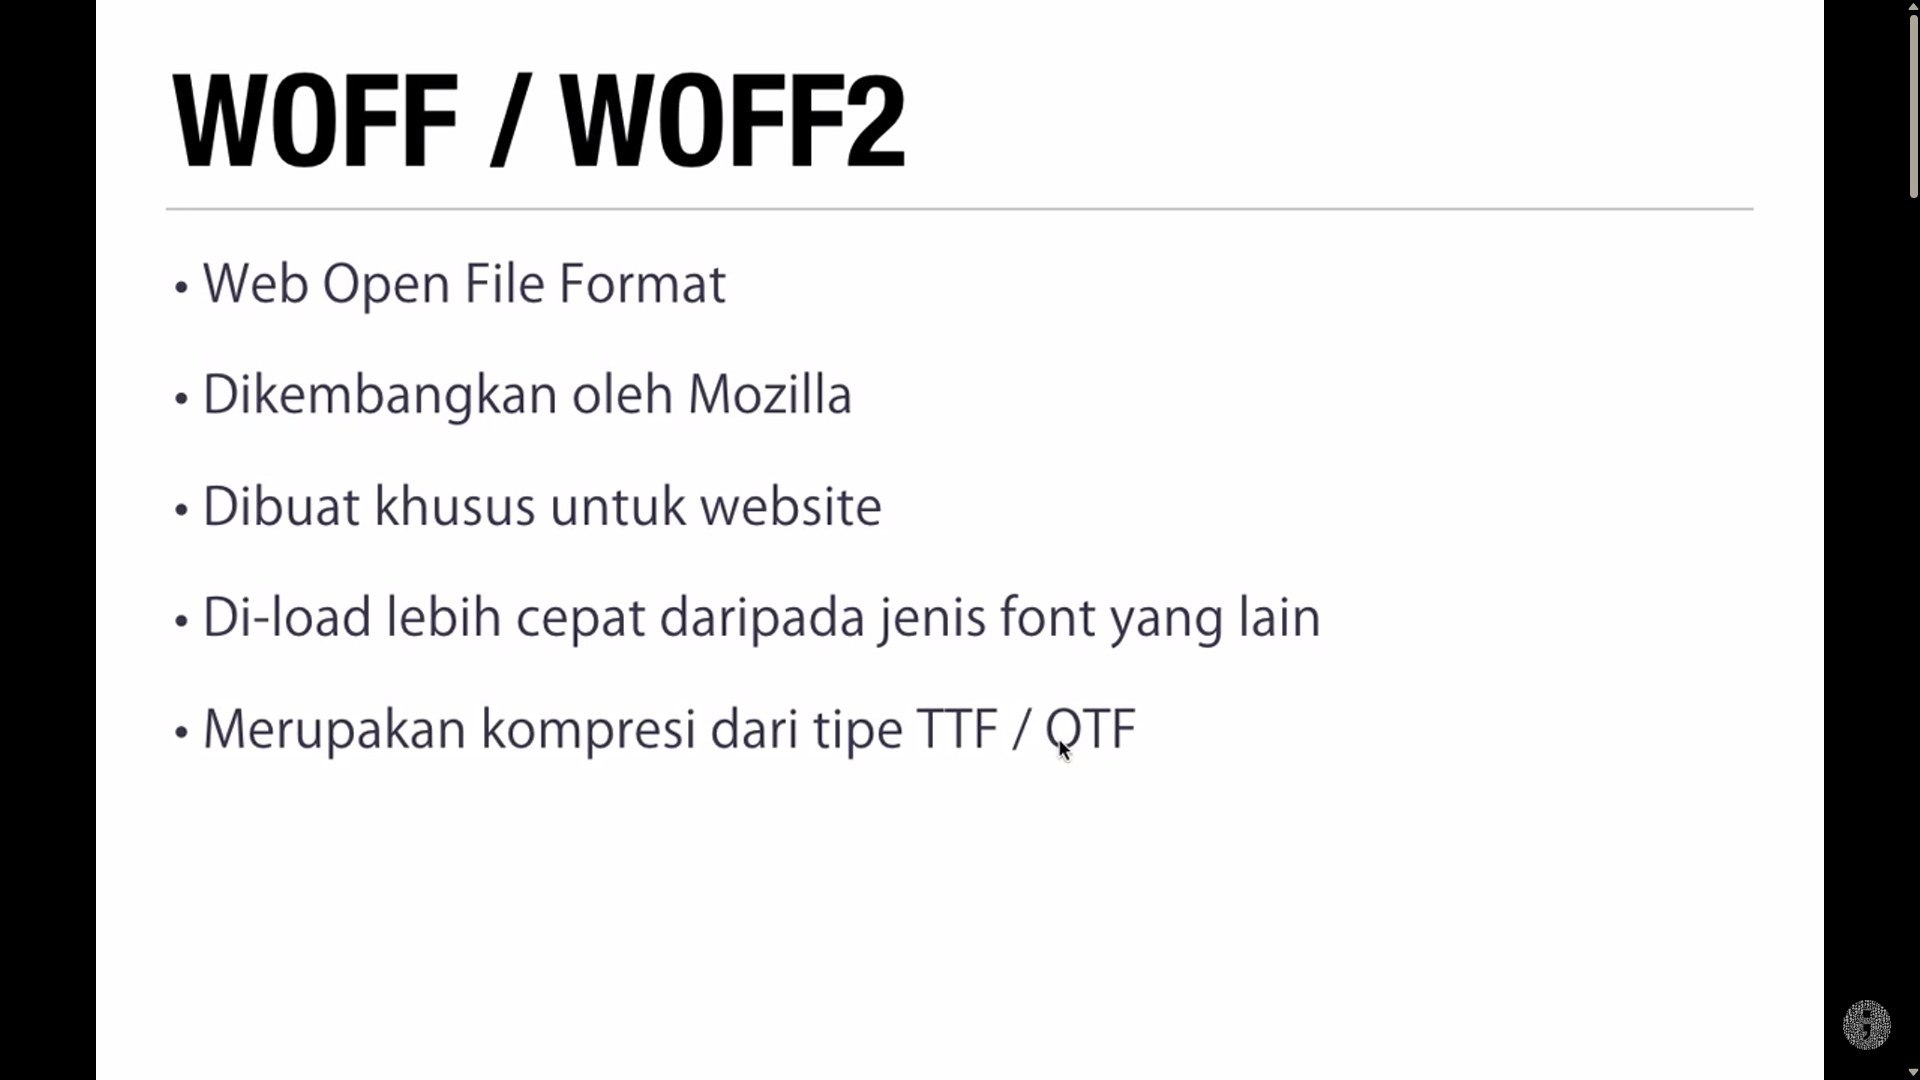 WOFF / WOFF2
• Web Open File Format
• Dikembangkan oleh Mozilla
• Dibuat khusus untuk website
• Di-load lebih cepat daripada jenis font yang lain
• Merupakan kompresi dari tipe TTF / OTF